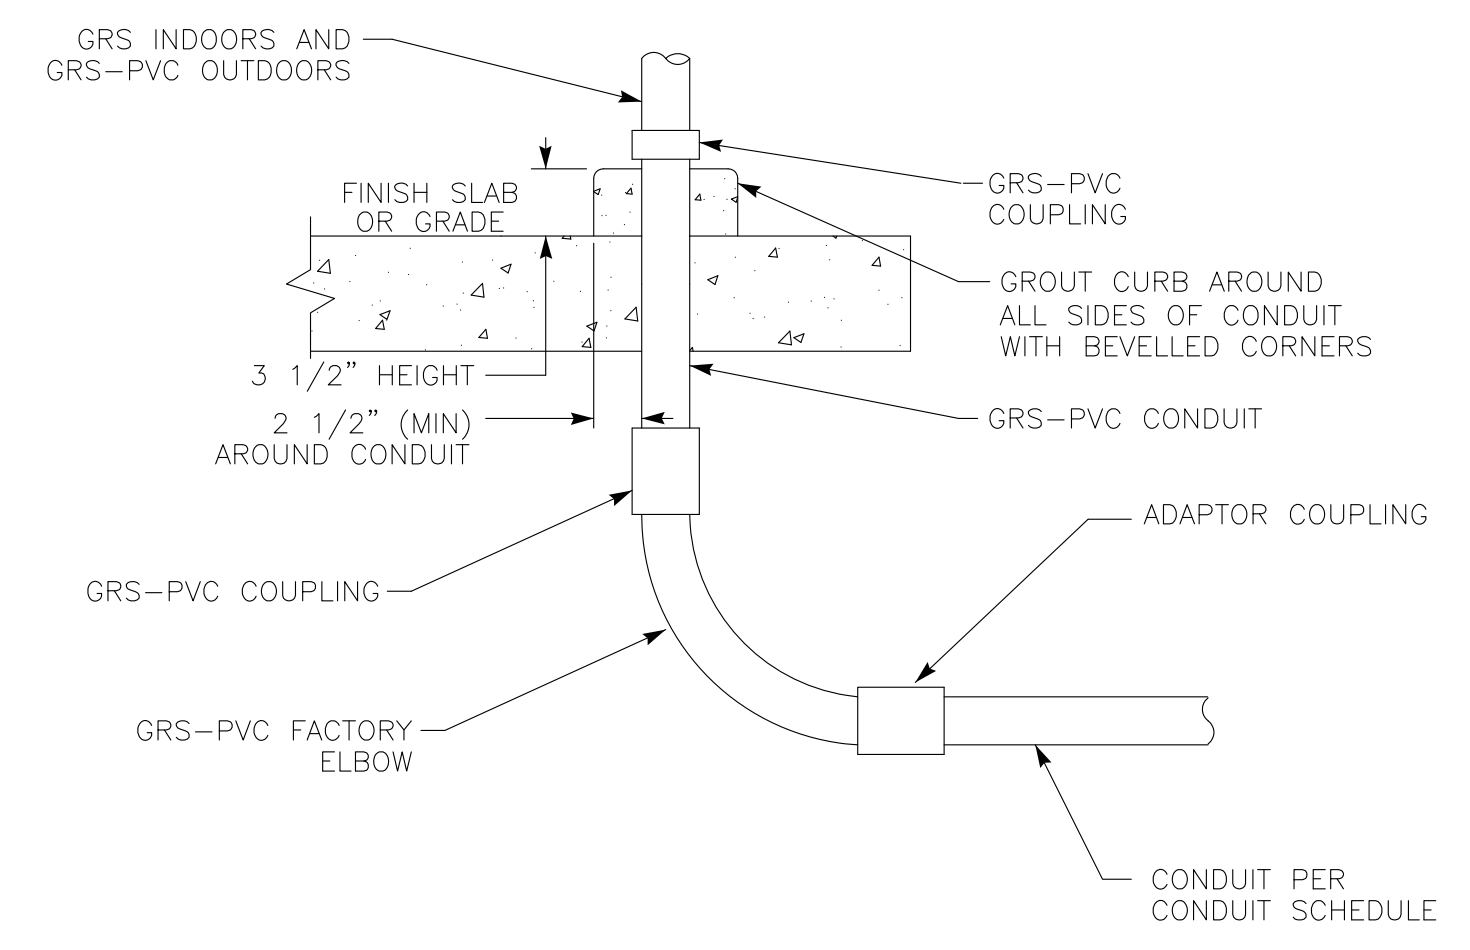 GRS INDOORS AND
GRS-PVC OUTDOORS
FINISH SLAB
OR GRADE
GRS-PVC
COUPLING
GROUT CURB AROUND
ALL SIDES OF CONDUIT
WITH BEVELLED CORNERS
3 1/2" HEIGHT
2 1/2" (MIN)
AROUND CONDUIT
GRS-PVC CONDUIT
ADAPTOR COUPLING
GRS-PVC COUPLING
GRS-PVC FACTORY
ELBOW
CONDUIT PER
CONDUIT SCHEDULE